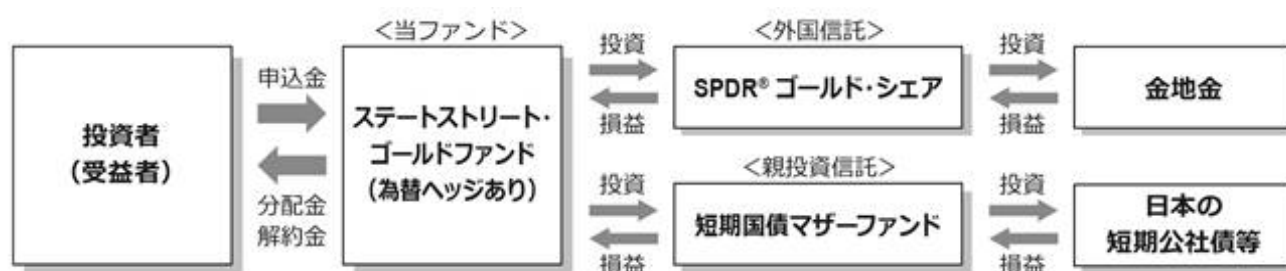 <当ファンド>
<外国信託>
投資者
(受益者)
申込金
分配金
解約金
ステートストリート・
ゴールドファンド
(為替ヘッジあり)
投資
損益
SPDR® ゴールド・シェア
投資
損益
金地金
<親投資信託>
投資
損益
短期国債マザーファンド
投資
損益
日本の
短期公社債等